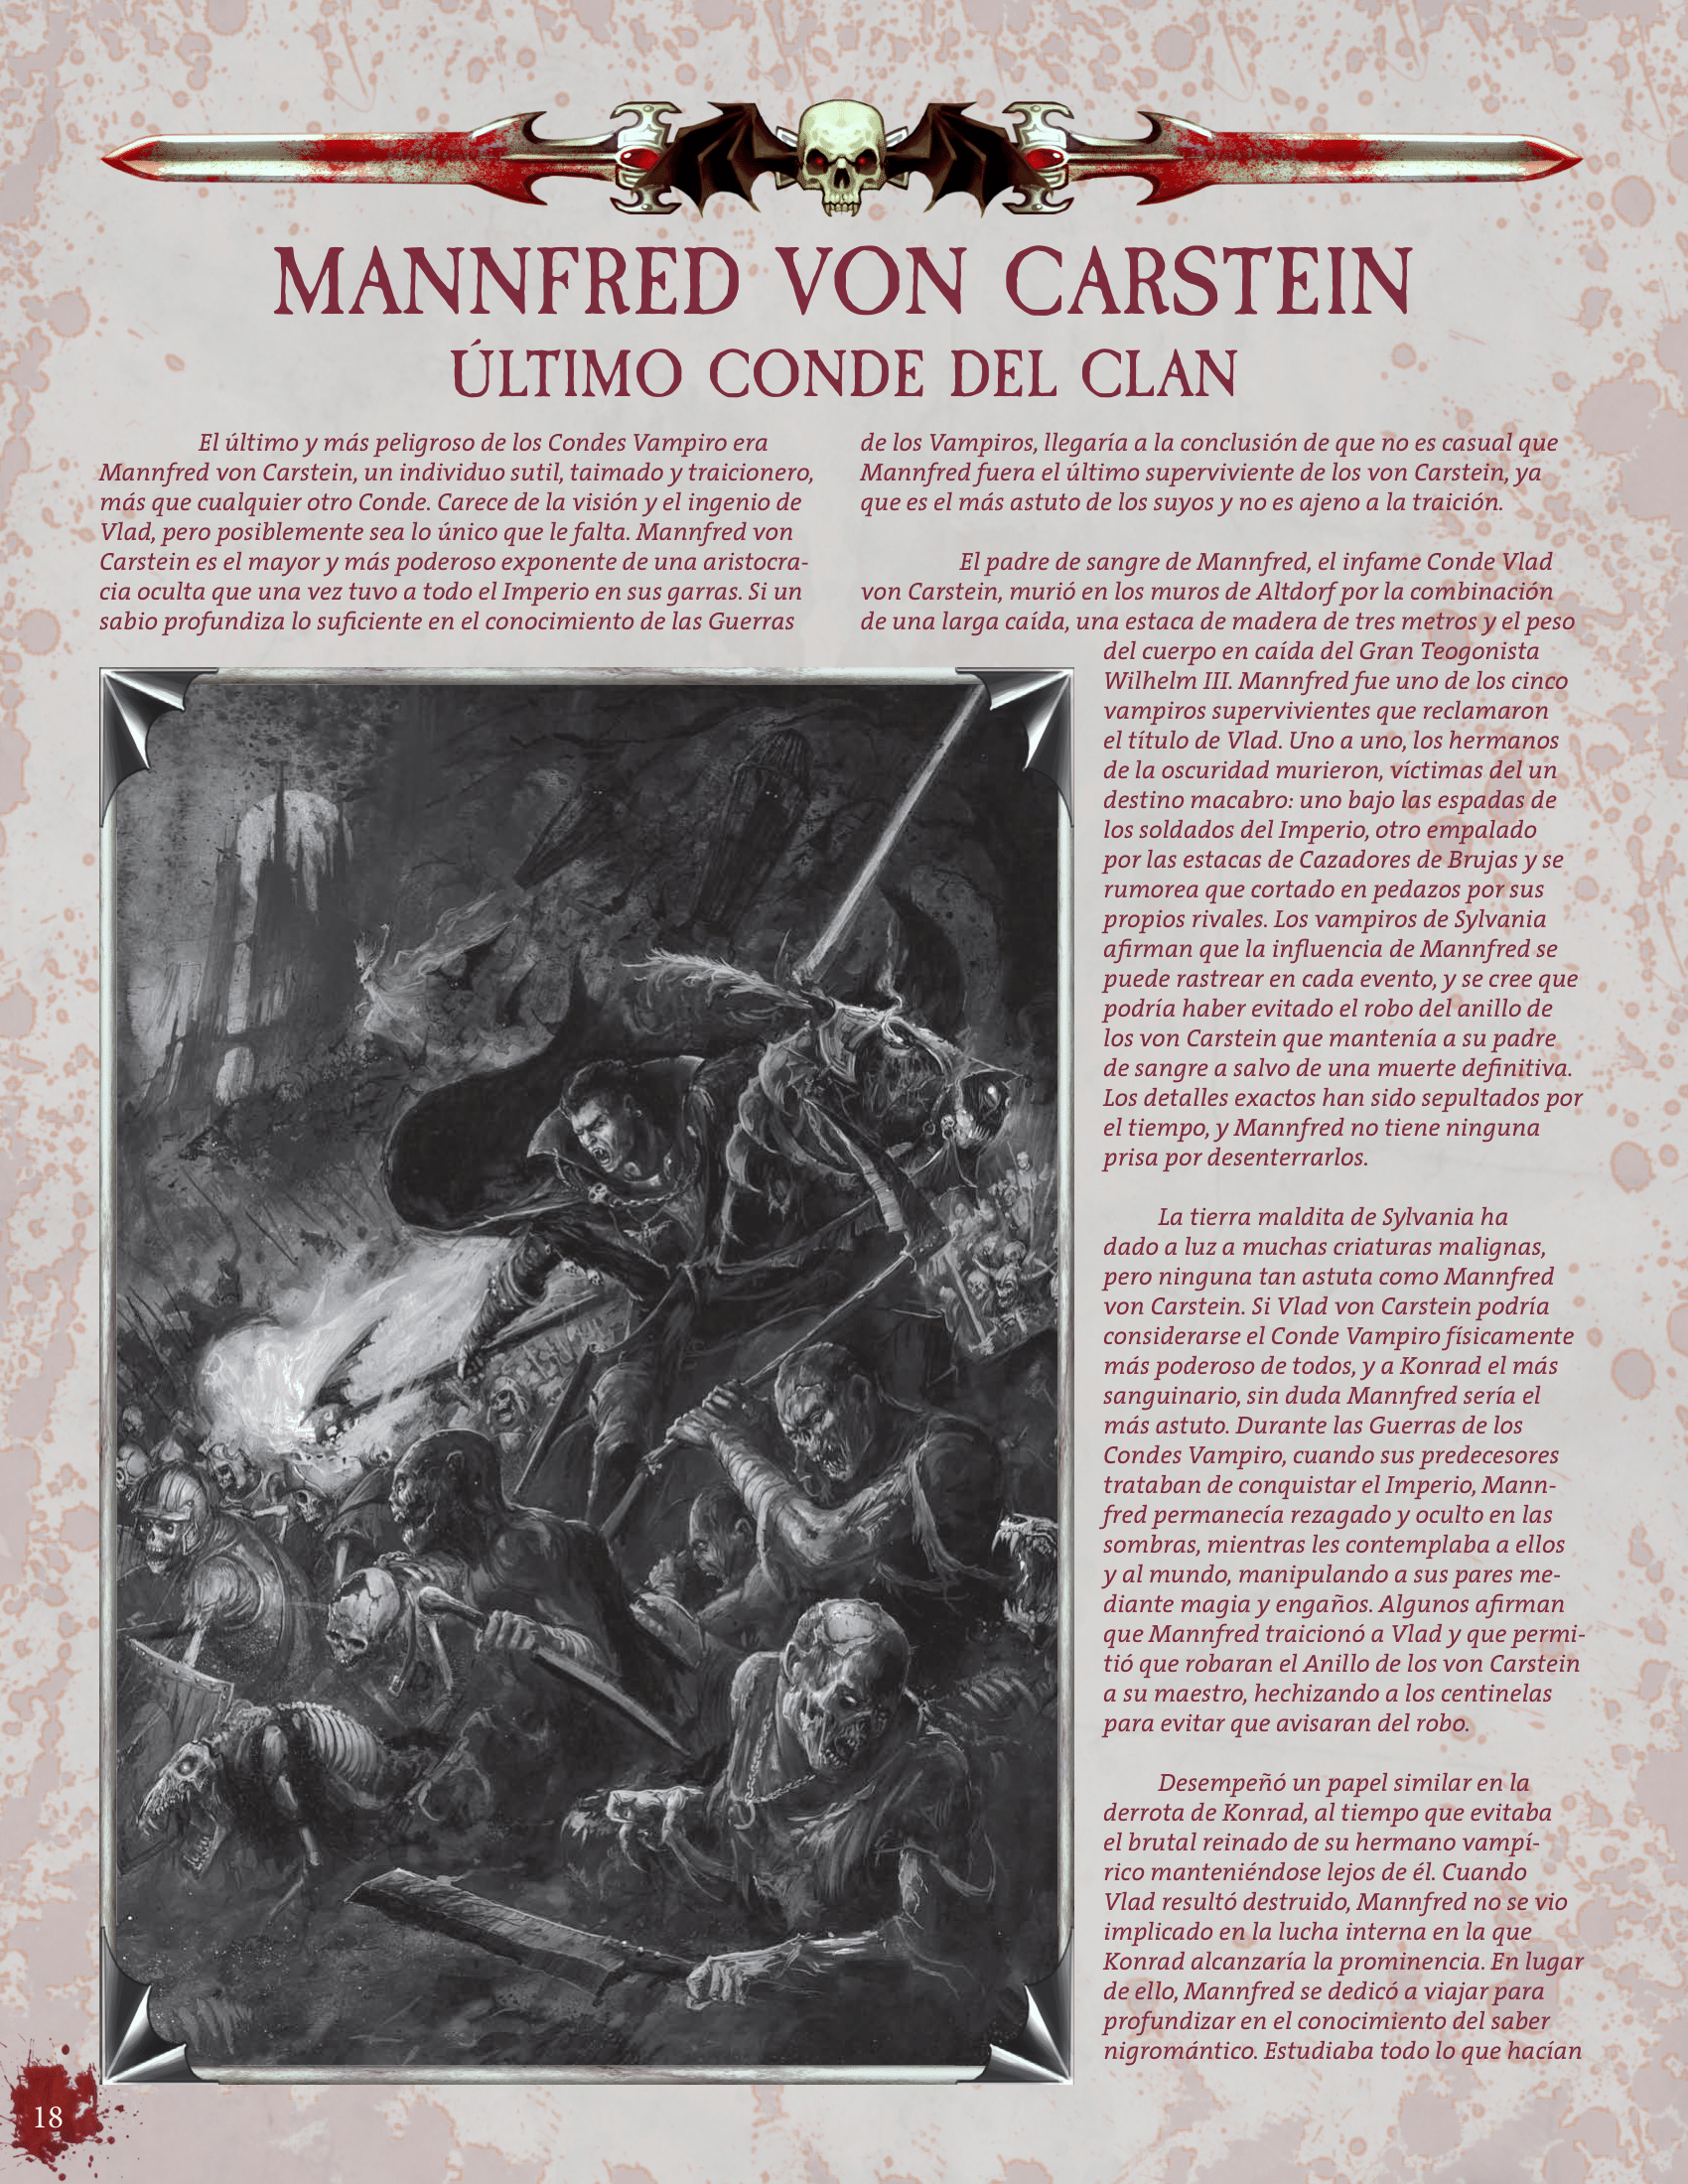 MANNFRED VON CARSTEIN
ÚLTIMO CONDE DEL CLAN
El último y más peligroso de los Condes Vampiro era
Mannfred von Carstein, un individuo sutil, taimado y traicionero,
más que cualquier otro Conde. Carece de la visión y el ingenio de
Vlad, pero posiblemente sea lo único que le falta. Mannfred von
Carstein es el mayor y más poderoso exponente de una aristocra-
cia oculta que una vez tuvo a todo el Imperio en sus garras. Si un
sabio profundiza lo suficiente en el conocimiento de las Guerras
de los Vampiros, llegaría a la conclusión de que no es casual que
Mannfred fuera el último superviviente de los von Carstein, ya
que es el más astuto de los suyos y no es ajeno a la traición.
El padre de sangre de Mannfred, el infame Conde Vlad
von Carstein, murió en los muros de Altdorf por la combinación
de una larga caída, una estaca de madera de tres metros y el peso
del cuerpo en caída del Gran Teogonista
Wilhelm III. Mannfred fue uno de los cinco
vampiros supervivientes que reclamaron
el título de Vlad. Uno a uno, los hermanos
de la oscuridad murieron, víctimas del un
destino macabro: uno bajo las espadas de
los soldados del Imperio, otro empalado
por las estacas de Cazadores de Brujas y se
rumorea que cortado en pedazos por sus
propios rivales. Los vampiros de Sylvania
afirman que la influencia de Mannfred se
puede rastrear en cada evento, y se cree que
podría haber evitado el robo del anillo de
los von Carstein que mantenía a su padre
de sangre a salvo de una muerte definitiva.
Los detalles exactos han sido sepultados por
el tiempo, y Mannfred no tiene ninguna
prisa por desenterrarlos.
La tierra maldita de Sylvania ha
dado a luz a muchas criaturas malignas,
pero ninguna tan astuta como Mannfred
von Carstein. Si Vlad von Carstein podría
considerarse el Conde Vampiro físicamente
más poderoso de todos, y a Konrad el más
sanguinario, sin duda Mannfred sería el
más astuto. Durante las Guerras de los
Condes Vampiro, cuando sus predecesores
trataban de conquistar el Imperio, Mann-
fred permanecía rezagado y oculto en las
sombras, mientras les contemplaba a ellos
y al mundo, manipulando a sus pares me-
diante magia y engaños. Algunos afirman
que Mannfred traicionó a Vlad y que permi-
tió que robaran el Anillo de los von Carstein
a su maestro, hechizando a los centinelas
para evitar que avisaran del robo.
Desempeñó un papel similar en la
derrota de Konrad, al tiempo que evitaba
el brutal reinado de su hermano vampí-
rico manteniéndose lejos de él. Cuando
Vlad resultó destruido, Mannfred no se vio
implicado en la lucha interna en la que
Konrad alcanzaría la prominencia. En lugar
de ello, Mannfred se dedicó a viajar para
profundizar en el conocimiento del saber
nigromántico. Estudiaba todo lo que hacían
18